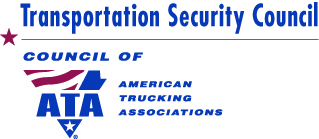 Transportation Security Council
COUNCIL OF
ATA
AMERICAN
TRUCKING
ASSOCIATIONS
®